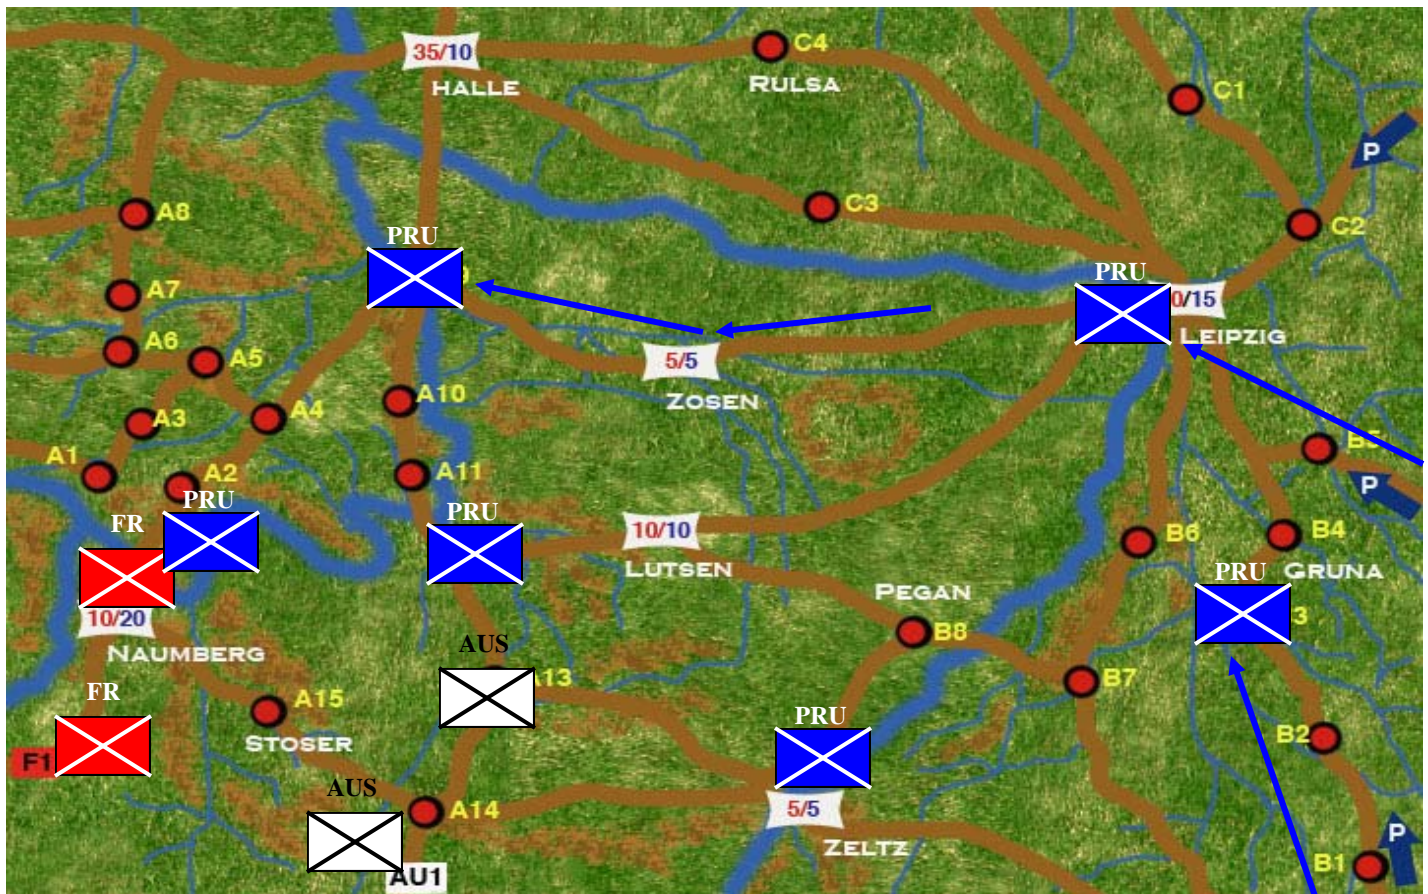 35/10
HALLE
C4
RULSA
C1
P
A8
C3
C2
PRU
PRU
A7
0/15
LEIPZIG
A6
A5
5/5
ZOSEN
A10
A4
A3
B5
A1
A11
A2
P
PRU
PRU
FR
10/10
LUTSEN
B6
B4
GRUNA
PRU
PEGAN
10/20
NAUMBERG
B8
3
AUS
13
B7
FR
A15
STOSER
PRU
B2
F1
AUS
A14
5/5
P
ZELTZ
B1
AU1